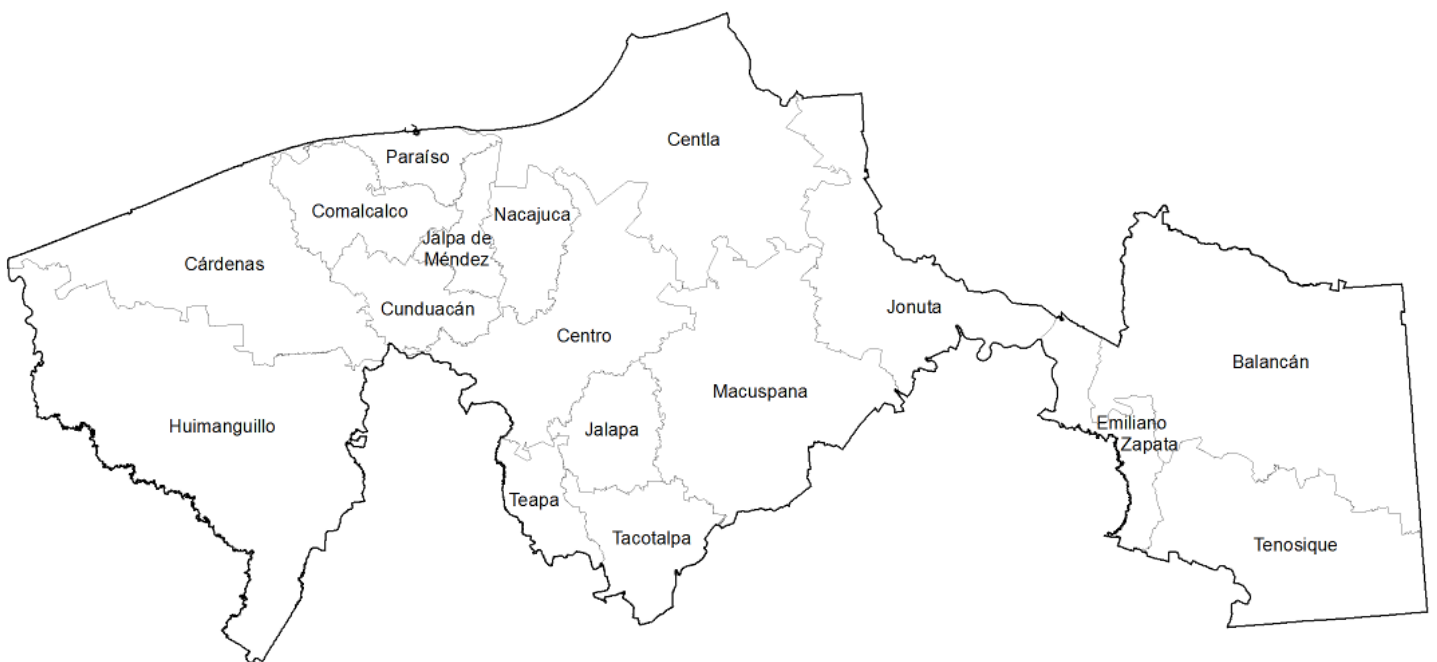 Centla
Paraíso
Comalcalco
Nacajuca
Jalpa de
Méndez
Cárdenas
Cunduacán
Jonuta
Centro
Balancán
Macuspana
Huimanguillo
Jalapa
Emiliano
Zapata
Teapa
Tacotalpa
Tenosique